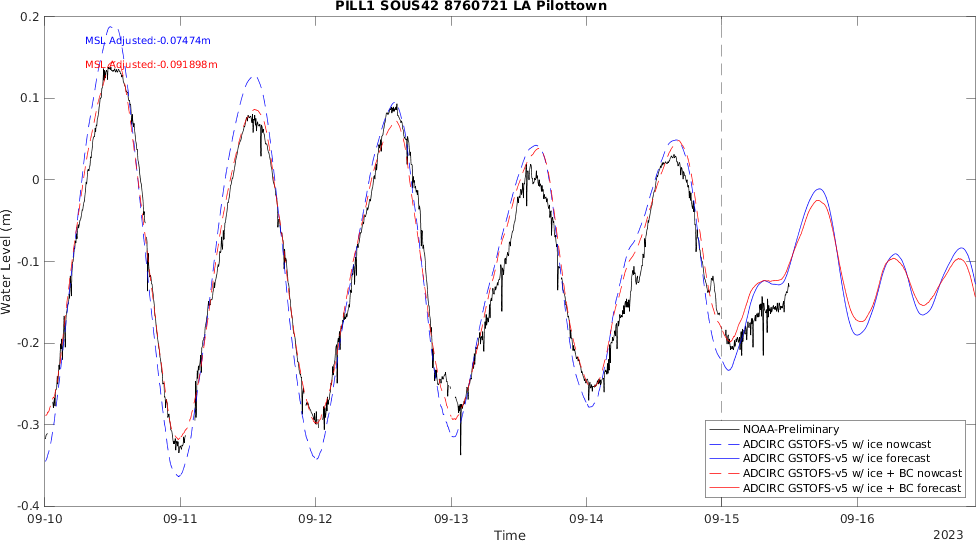 PILL1 SOUS42 8760721 LA Pilottown
0.2
MSL Adjusted:-0.07474m
MSL Adjusted:-0.091898m
0.1
0
-0.1
-0.2
-0.3
-0.4
Water Level (m)
NOAA-Preliminary
ADCIRC GSTOFS-v5 w/ ice nowcast
ADCIRC GSTOFS-v5 w/ ice forecast
ADCIRC GSTOFS-v5 w/ ice + BC nowcast
ADCIRC GSTOFS-v5 w/ ice + BC forecast
09-10 09-11 09-12 09-13 09-14 09-15 09-16
Time
2023